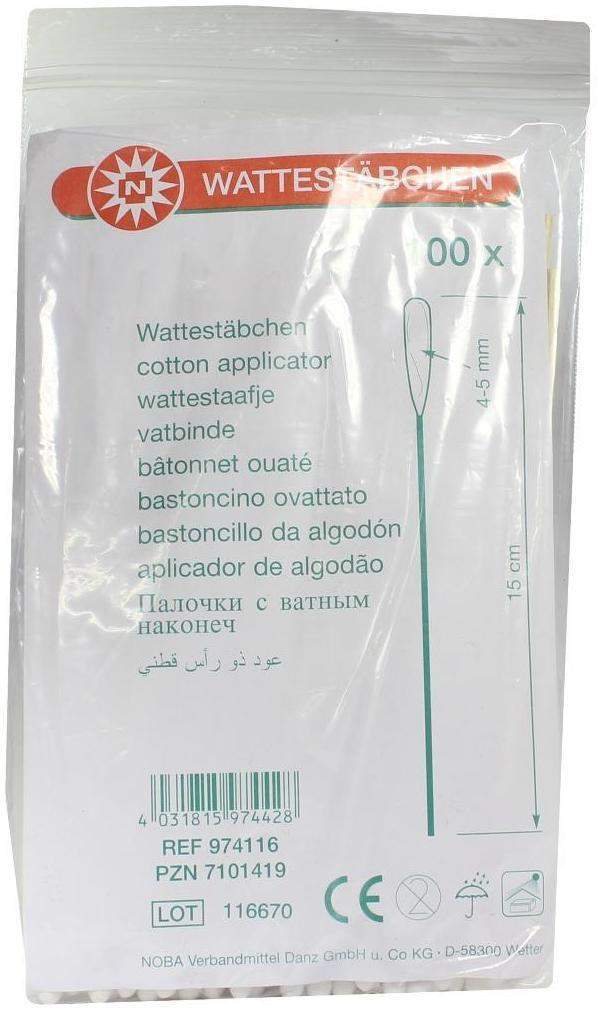 N WATTESTÄBCHEN
100 x
Wattestäbchen
cotton applicator
wattestaafje
vatbinde
bâtonnet ouaté
bastoncino ovattato
bastoncillo da algodón
aplicador de algodão
Палочки с ватным
наконеч
عود ذو رأس قطني
4-5 mm
15 cm
4 031815 974428
REF 974116
PZN 7101419
LOT 116670
CE 2
NOBA Verbandmittel Danz GmbH u. Co KG · D-58300 Wetter